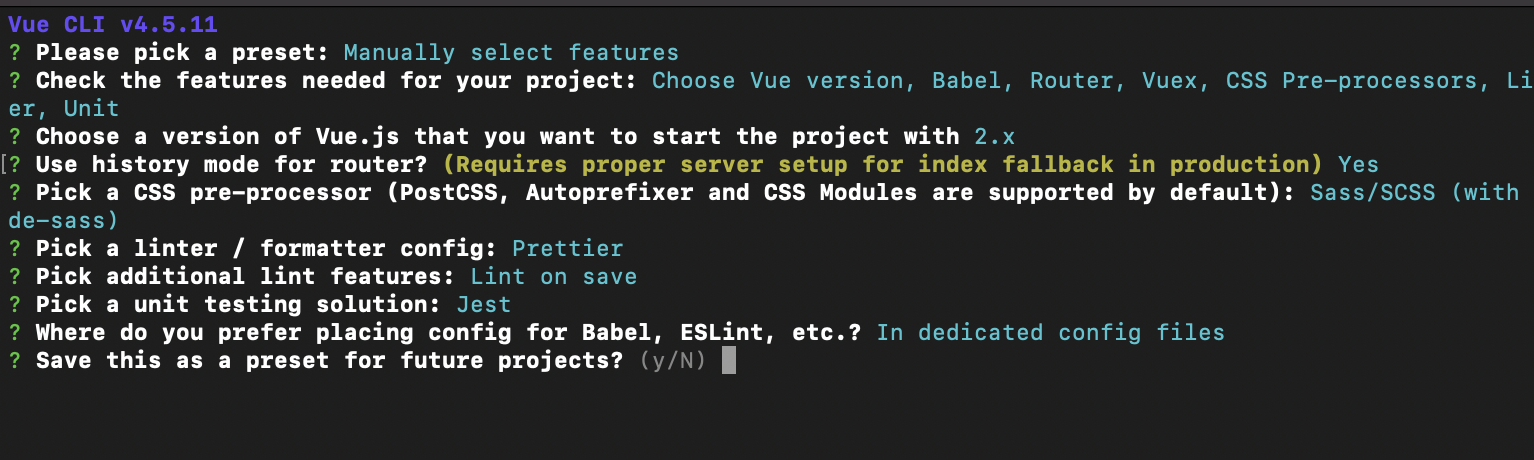 Vue CLI v4.5.11
? Please pick a preset: Manually select features
? Check the features needed for your project: Choose Vue version, Babel, Router, Vuex, CSS Pre-processors, Li
er, Unit
? Choose a version of Vue.js that you want to start the project with 2.x
[? Use history mode for router? (Requires proper server setup for index fallback in production) Yes
? Pick a CSS pre-processor (PostCSS, Autoprefixer and CSS Modules are supported by default): Sass/SCSS (with
de-sass)
? Pick a linter / formatter config: Prettier
? Pick additional lint features: Lint on save
? Pick a unit testing solution: Jest
? Where do you prefer placing config for Babel, ESLint, etc.? In dedicated config files
? Save this as a preset for future projects? (y/N)